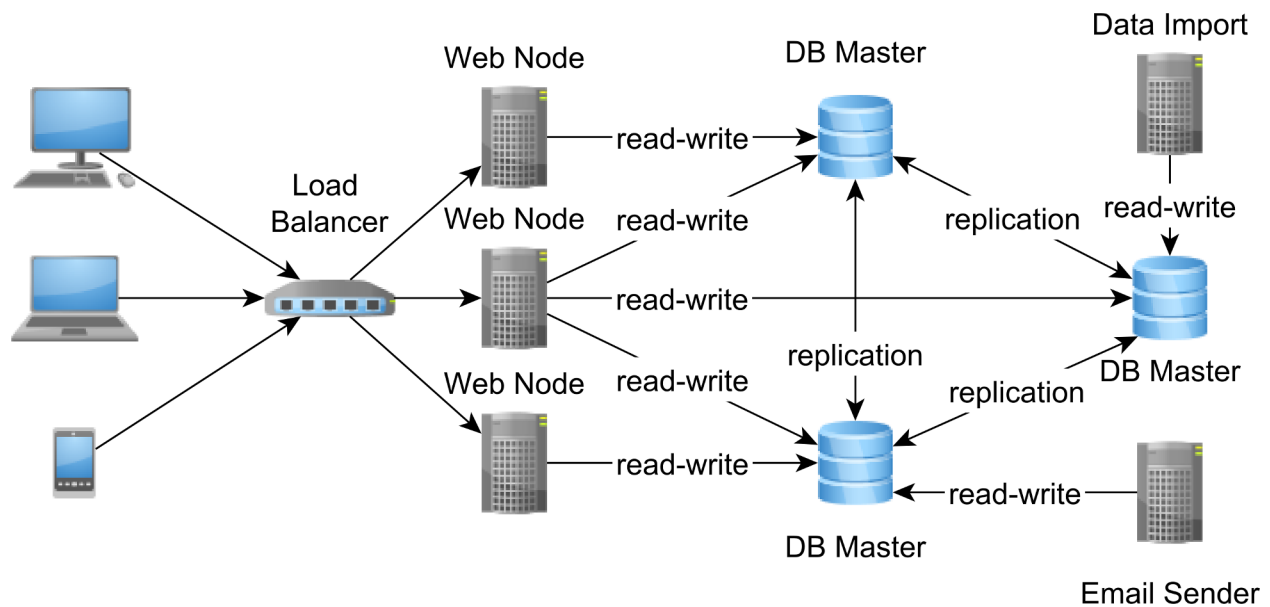 Data Import
Web Node
DB Master
read-write
Load
Balancer
Web Node
read-write
replication
read-write
read-write
replication
DB Master
Web Node
read-write
replication
read-write
read-write
DB Master
Email Sender